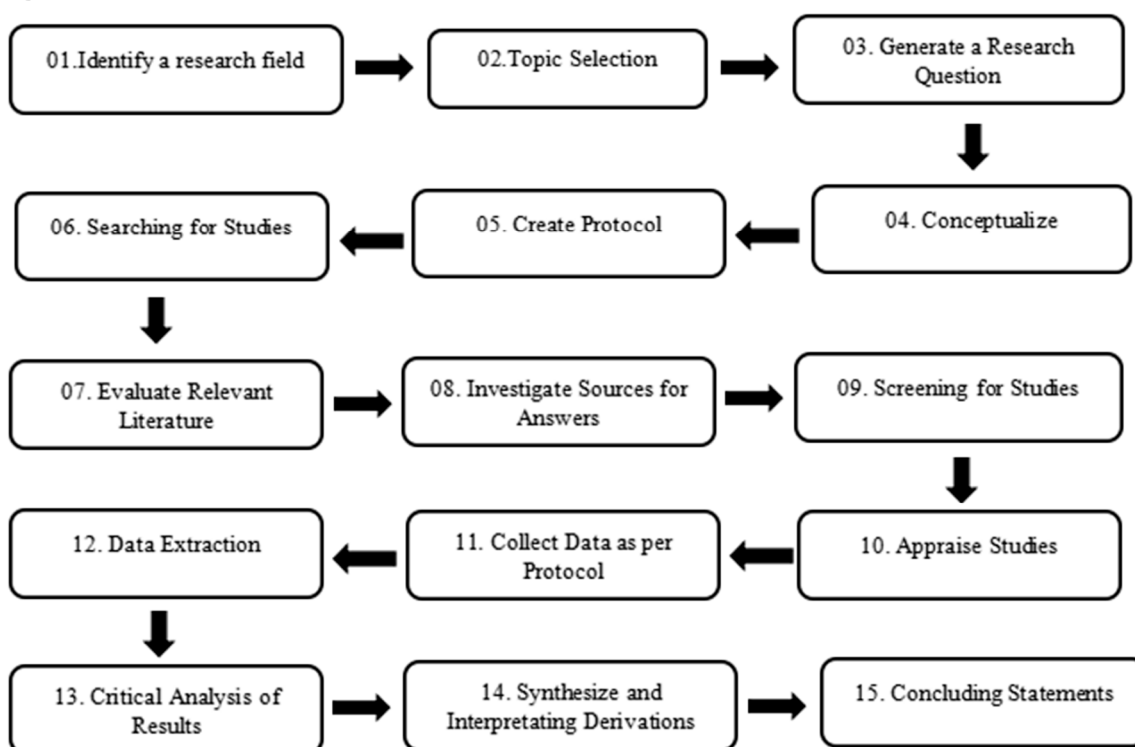 01.Identify a research field
02.Topic Selection
03. Generate a Research
Question
04. Conceptualize
05. Create Protocol
06. Searching for Studies
07. Evaluate Relevant
Literature
08. Investigate Sources for
Answers
09. Screening for Studies
10. Appraise Studies
11. Collect Data as per
Protocol
12. Data Extraction
13. Critical Analysis of
Results
14. Synthesize and
Interpretating Derivations
15. Concluding Statements